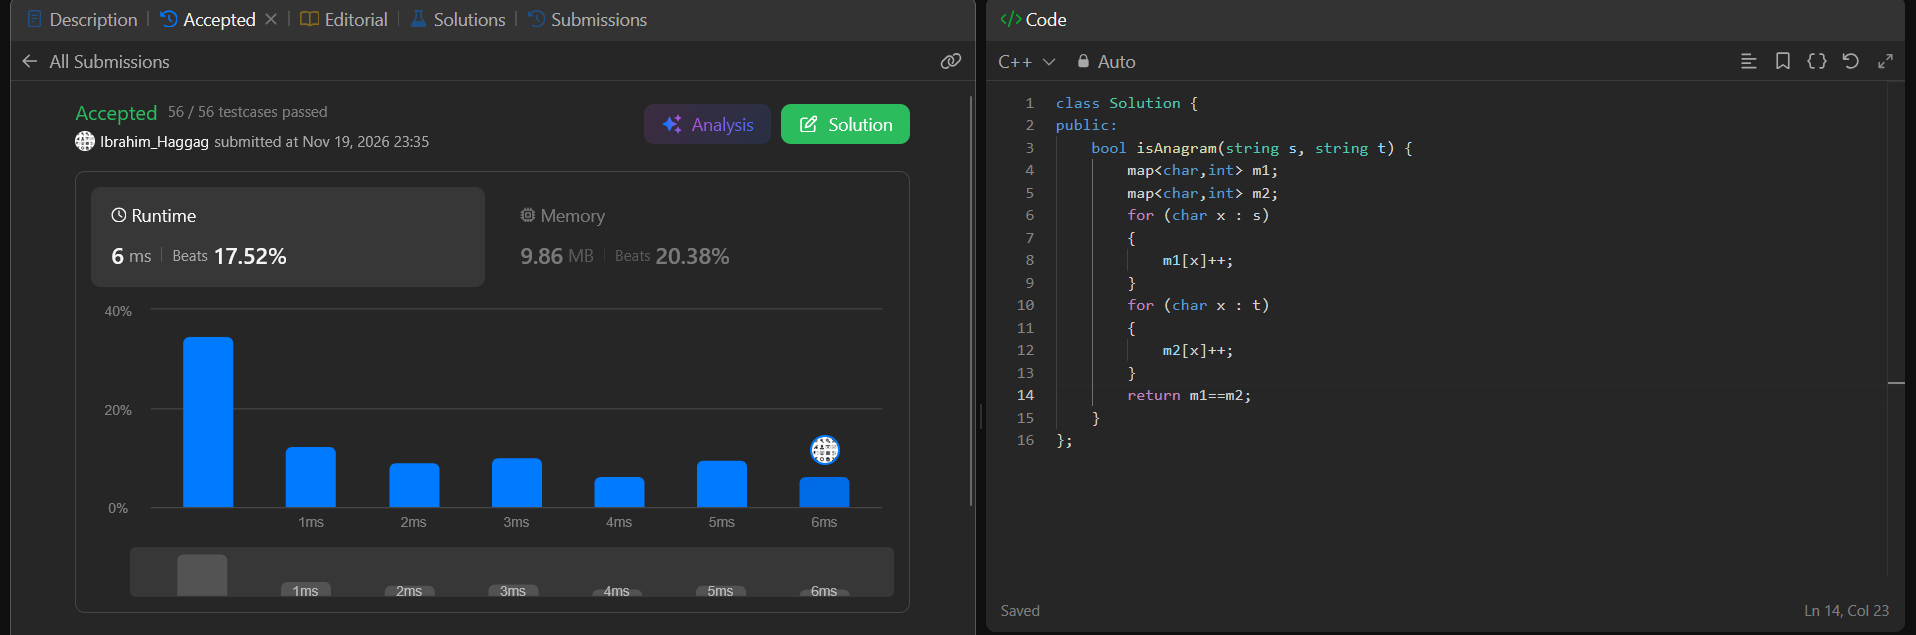 Description | Accepted × | Editorial | Solutions | Submissions
All Submissions
Accepted 56 / 56 testcases passed
Ibrahim_Haggag submitted at Nov 19, 2026 23:35
Analysis
Solution
Runtime
6 ms | Beats 17.52%
Memory
9.86 MB | Beats 20.38%
40%
20%
0%
1ms 2ms 3ms 4ms 5ms 6ms
1ms 2ms 3ms 4ms 5ms 6ms
</> Code
C++ Auto
1 class Solution {
2 public:
3     bool isAnagram(string s, string t) {
4         map<char,int> m1;
5         map<char,int> m2;
6         for (char x : s)
7         {
8             m1[x]++;
9         }
10         for (char x : t)
11         {
12             m2[x]++;
13         }
14         return m1==m2;
15     }
16 };
Saved
Ln 14, Col 23